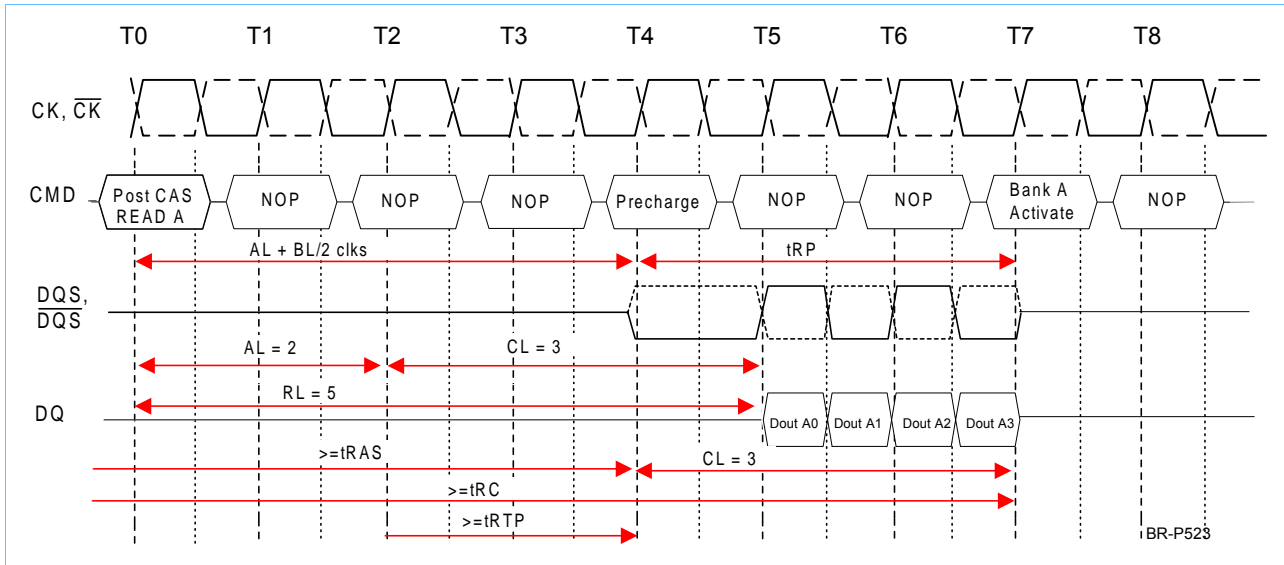 T0 T1 T2 T3 T4 T5 T6 T7 T8
CK, CK
CMD
Post CAS
READ A
NOP
NOP
NOP
Precharge
NOP
NOP
Bank A
Activate
NOP
AL + BL/2 clks
tRP
DQS,
DQS
AL = 2
CL = 3
RL = 5
DQ
Dout A0
Dout A1
Dout A2
Dout A3
>=tRAS
CL = 3
>=tRC
>=tRTP
BR-P523